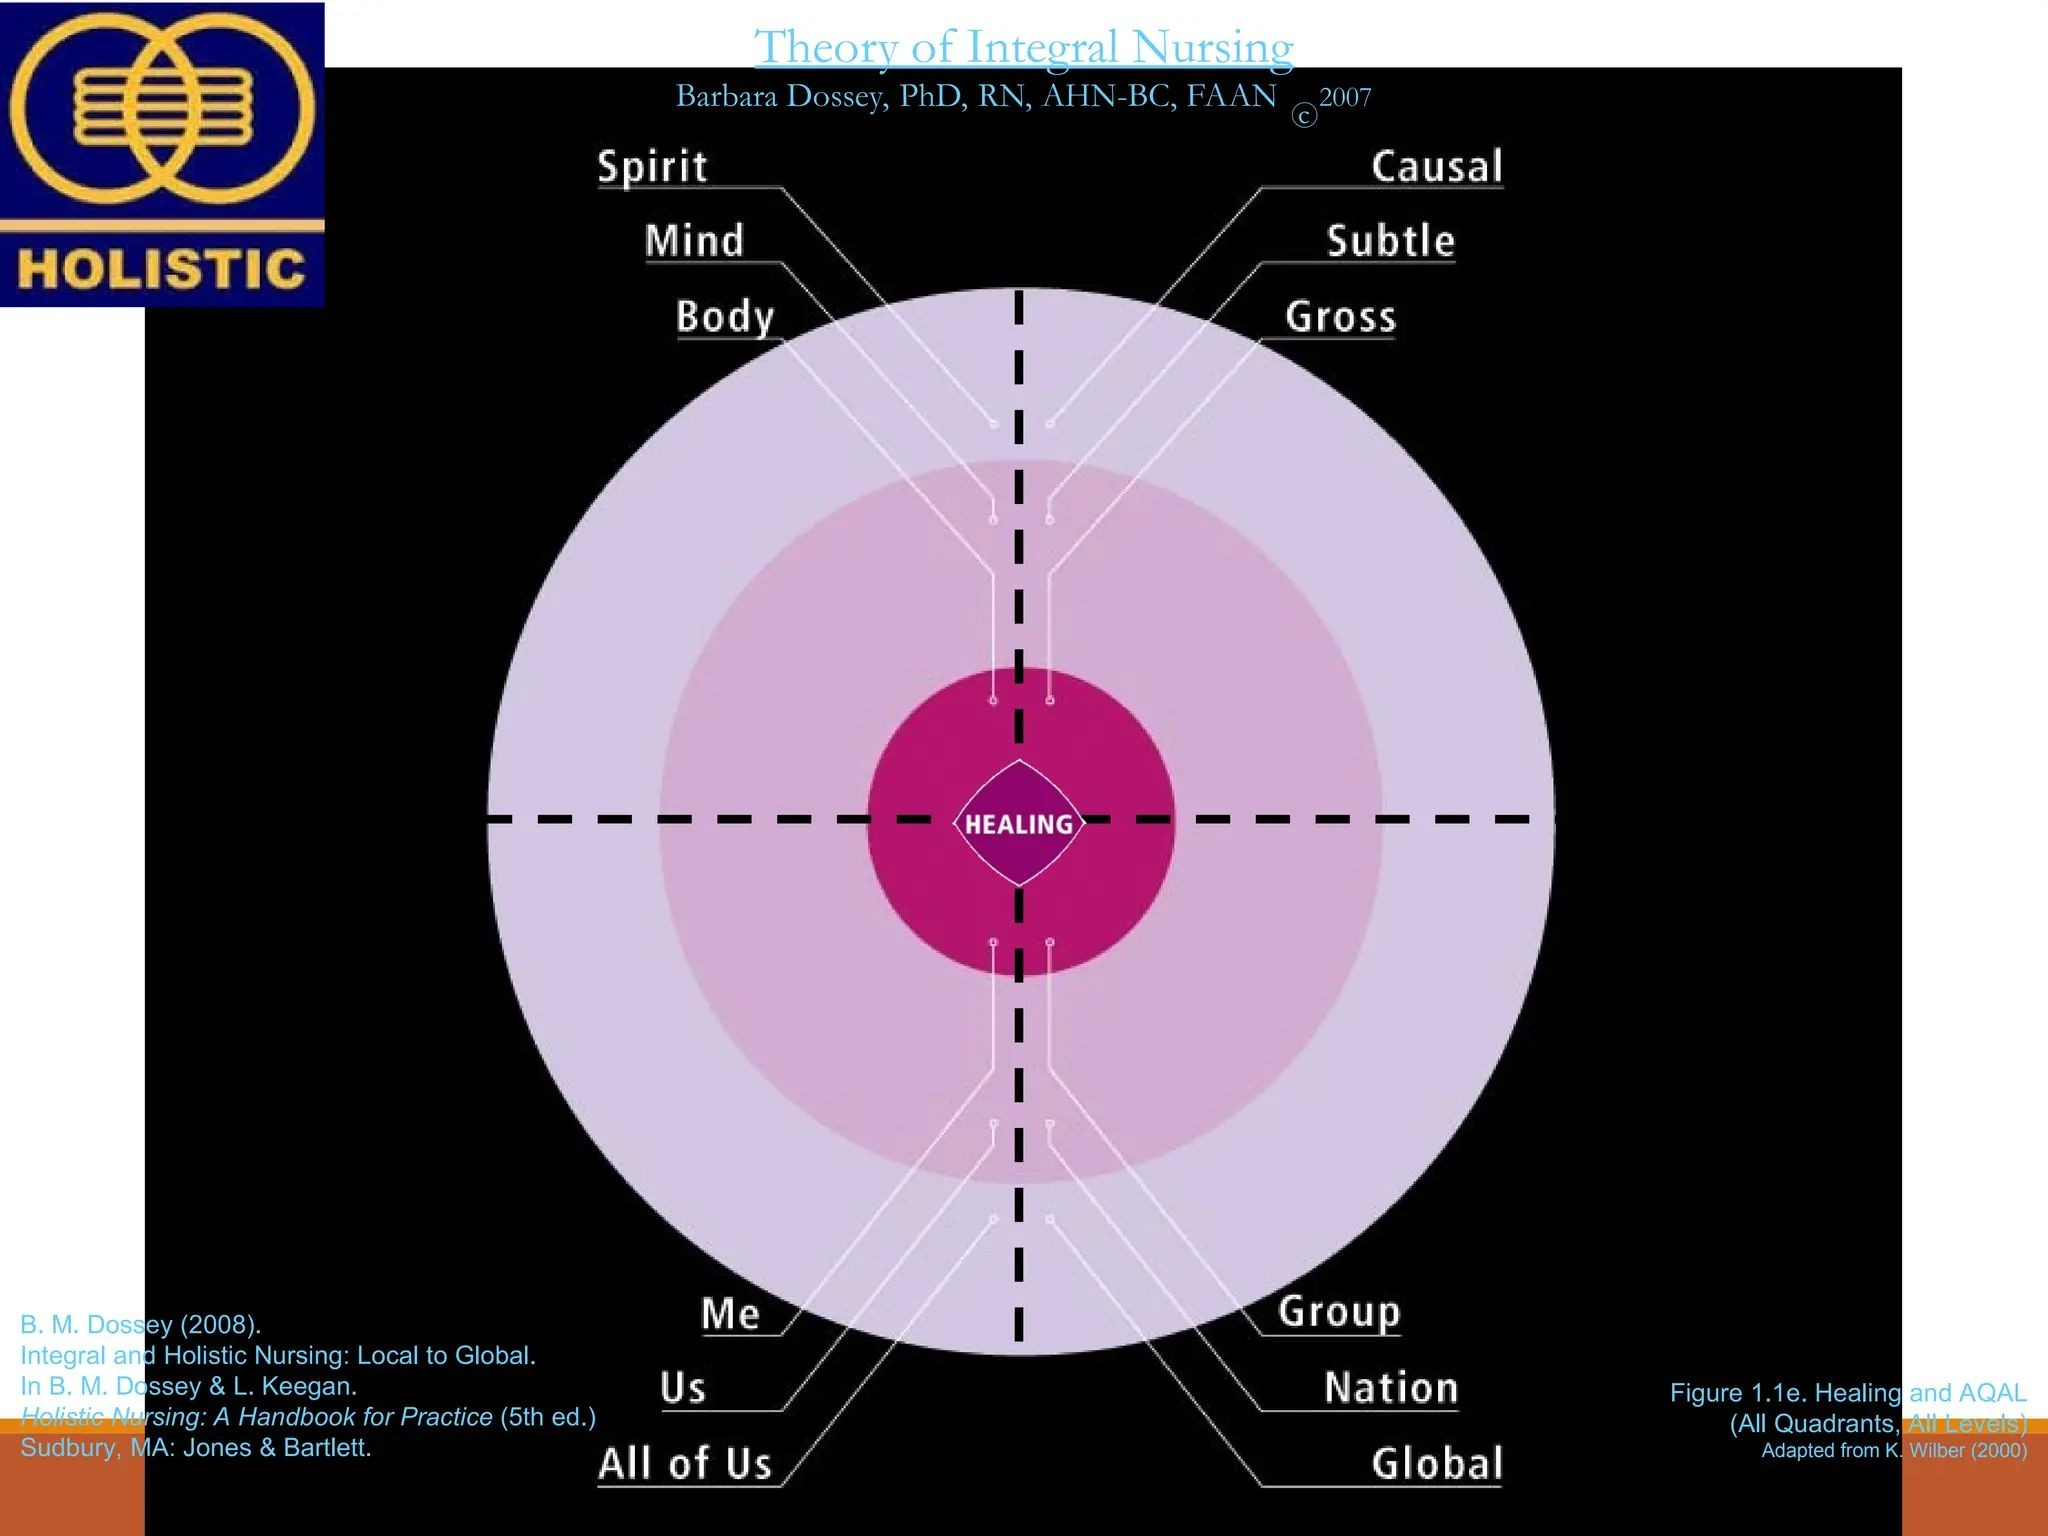 HOLISTIC
Theory of Integral Nursing
Barbara Dossey, PhD, RN, AHN-BC, FAAN ©2007
Spirit
Causal
Mind
Subtle
Body
Gross
HEALING
Me
Group
Us
Nation
All of Us
Global
B. M. Dossey (2008).
Integral and Holistic Nursing: Local to Global.
In B. M. Dossey & L. Keegan.
Holistic Nursing: A Handbook for Practice (5th ed.)
Sudbury, MA: Jones & Bartlett.
Figure 1.1e. Healing and AQAL
(All Quadrants, All Levels)
Adapted from K. Wilber (2000)